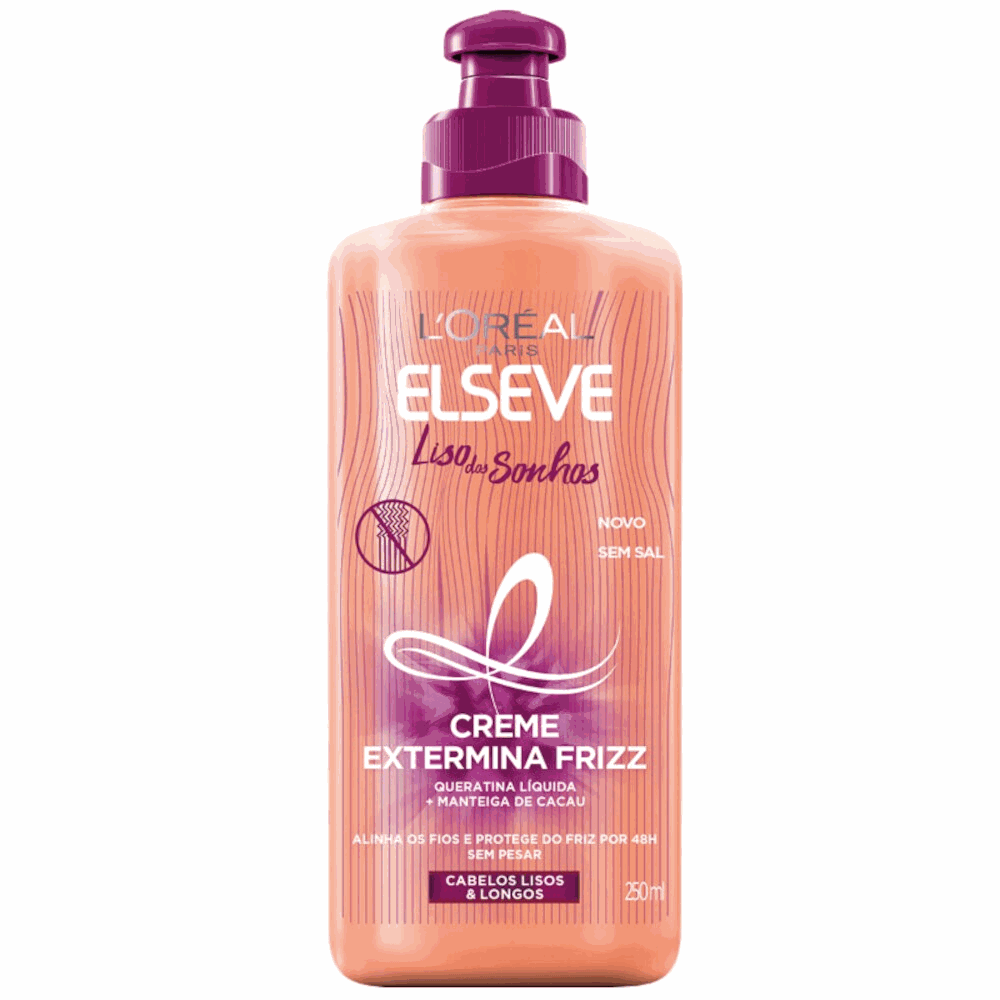 L'ORÉAL
PARIS
ELSEVE
Liso dos Sonhos
NOVO
SEM SAL
CREME
EXTERMINA FRIZZ
QUERATINA LÍQUIDA
+ MANTEIGA DE CACAU
ALINHA OS FIOS E PROTEGE DO FRIZ POR 48H
SEM PESAR
CABELOS LISOS
& LONGOS
250ml